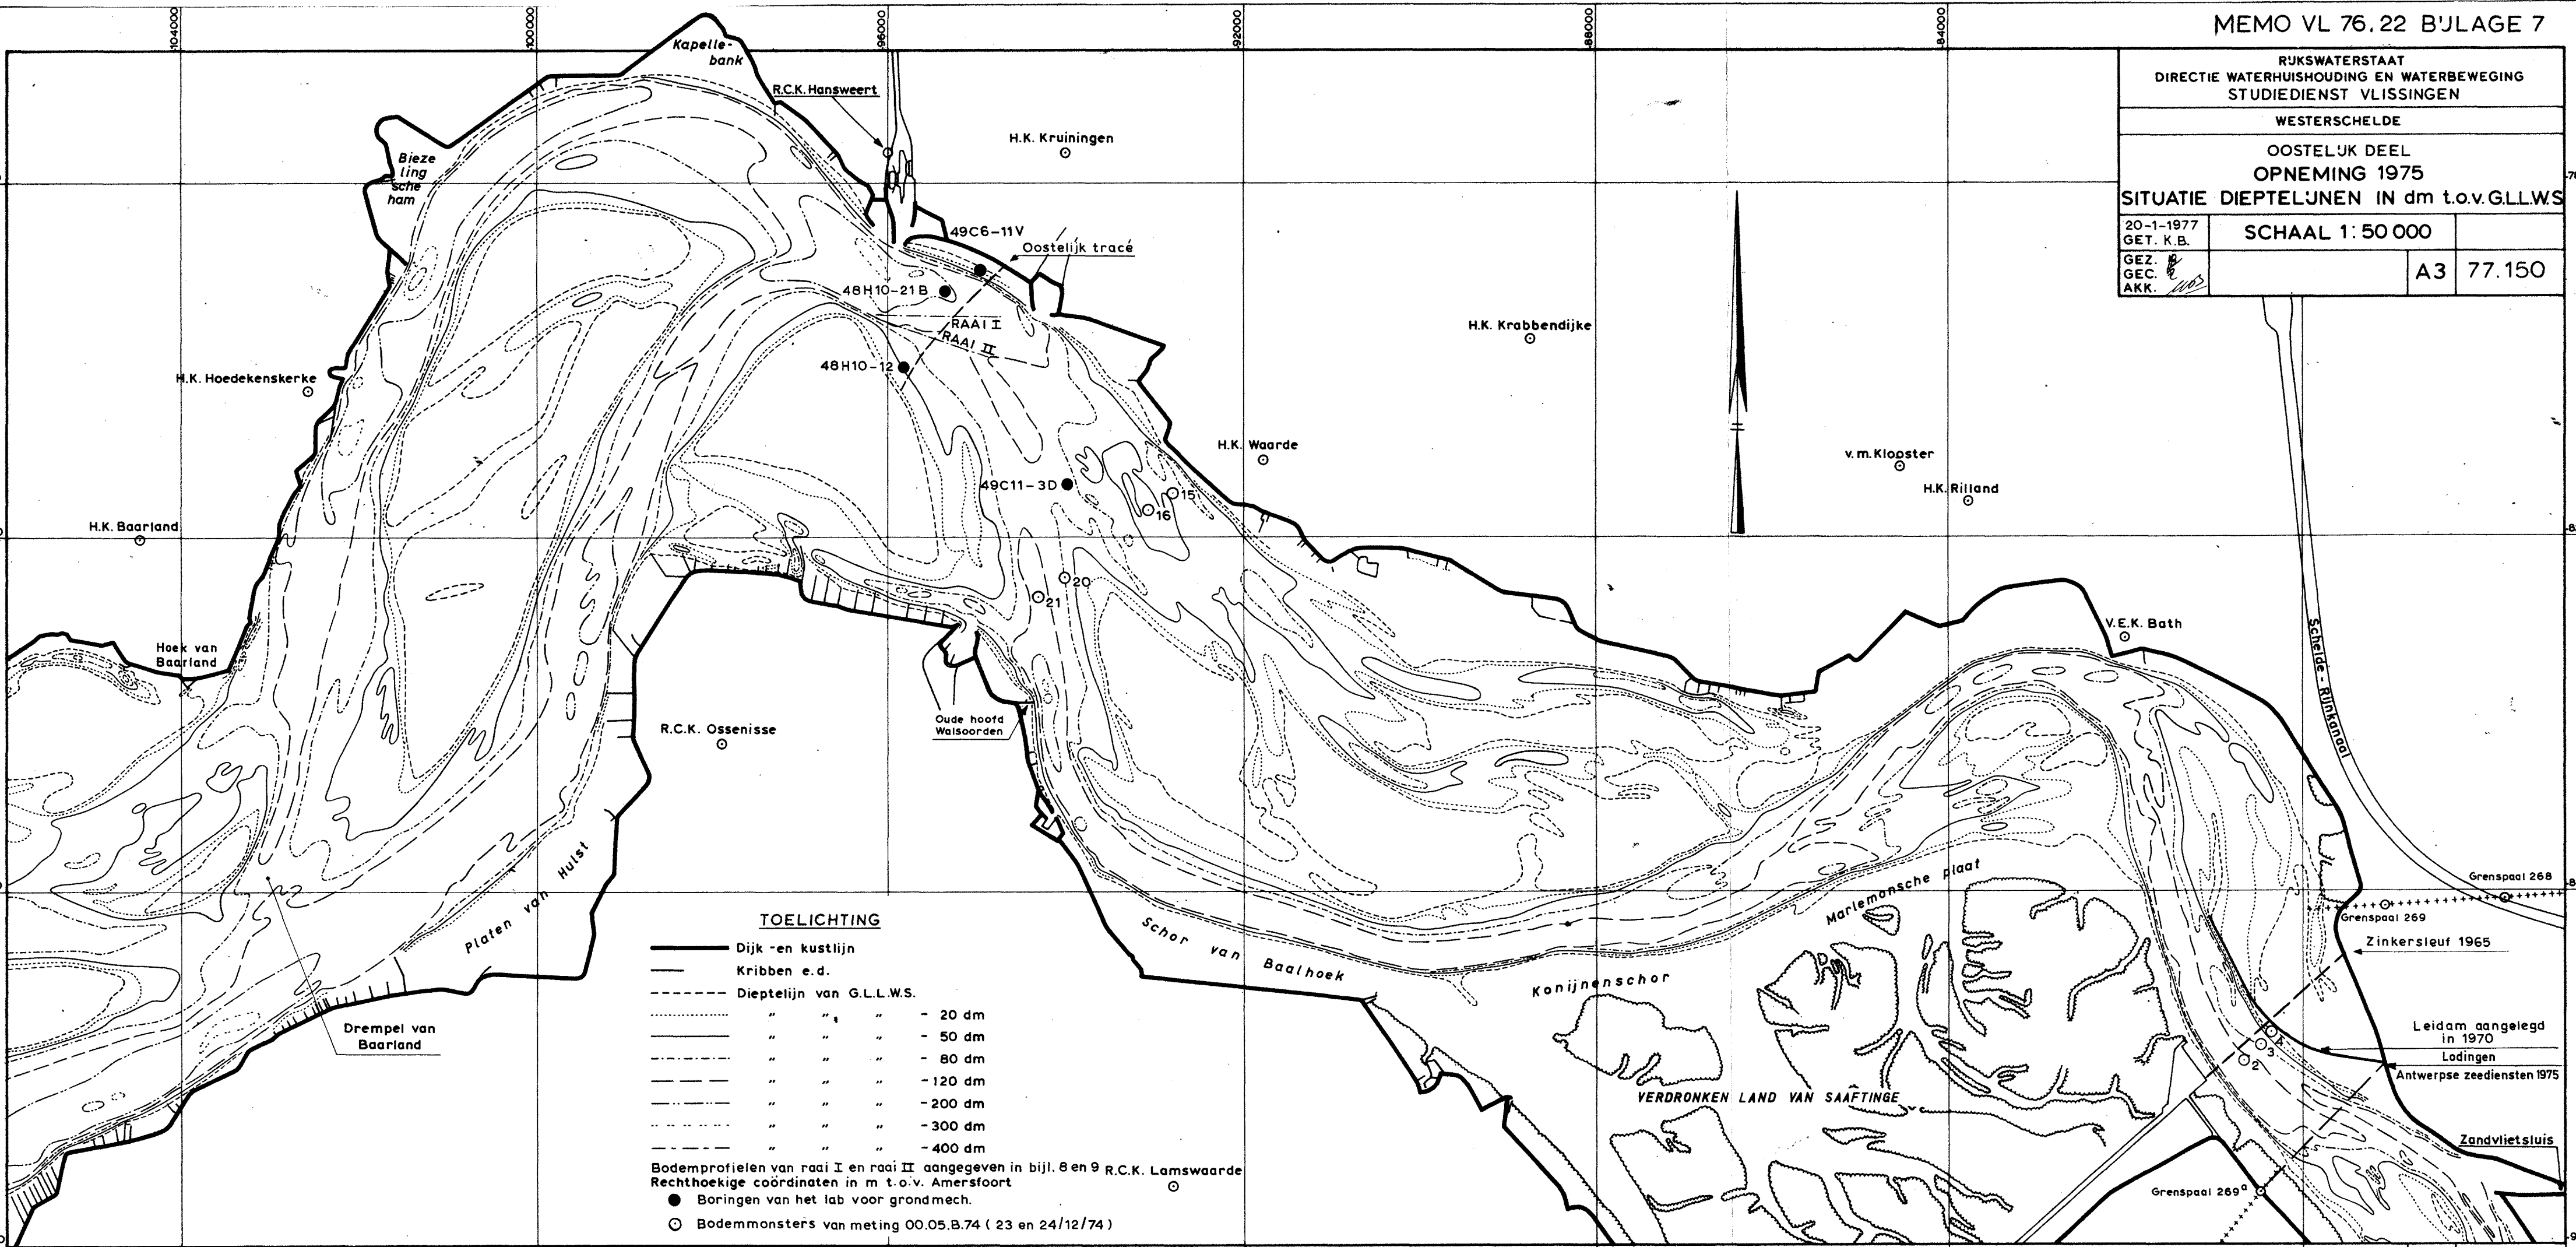 MEMO VL 76.22 BIJLAGE 7
RIJKSWATERSTAAT
DIRECTIE WATERHUISHOUDING EN WATERBEWEGING
STUDIEDIENST VLISSINGEN
WESTERSCHELDE
OOSTELIJK DEEL
OPNEMING 1975
SITUATIE DIEPTELIJNEN IN dm t.o.v. G.L.L.W.S
20-1-1977
GET. K.B.
SCHAAL 1: 50 000
GEZ.
GEC.
AKK.
A3
77.150
-104000
-100000
-96000
-92000
-88000
-84000
Kapelle-
bank
R.C.K. Hansweert
H.K. Kruiningen
Bieze
ling
sche
ham
49C6-11V
Oostelijk tracé
48H10-21B
RAAI I
RAAI II
48H10-12
H.K. Krabbendijke
H.K. Hoedekenskerke
H.K. Waarde
v.m. Klooster
H.K. Rilland
49C11-3D
15
16
H.K. Baarland
20
21
V.E.K. Bath
Hoek van
Baarland
Schelde - Rijnkanaal
R.C.K. Ossenisse
Oude hoofd
Walsoorden
Platen van Hulst
Marlemonsche plaat
Grenspaal 268
Grenspaal 269
Zinkersleuf 1965
Schor van Baalhoek
Konijnenschor
Drempel van
Baarland
Leidam aangelegd
in 1970
Lodingen
Antwerpse zeediensten 1975
4
3
2
VERDRONKEN LAND VAN SAAFTINGE
Zandvlietsluis
Grenspaal 269a
TOELICHTING
Dijk -en kustlijn
Kribben e.d.
Dieptelijn van G.L.L.W.S.
" " " - 20 dm
" " " - 50 dm
" " " - 80 dm
" " " -120 dm
" " " -200 dm
" " " -300 dm
" " " -400 dm
Bodemprofielen van raai I en raai II aangegeven in bijl. 8 en 9
R.C.K. Lamswaarde
Rechthoekige coördinaten in m t.o.v. Amersfoort
Boringen van het lab voor grondmech.
Bodemmonsters van meting 00.05.B.74 ( 23 en 24/12/74 )